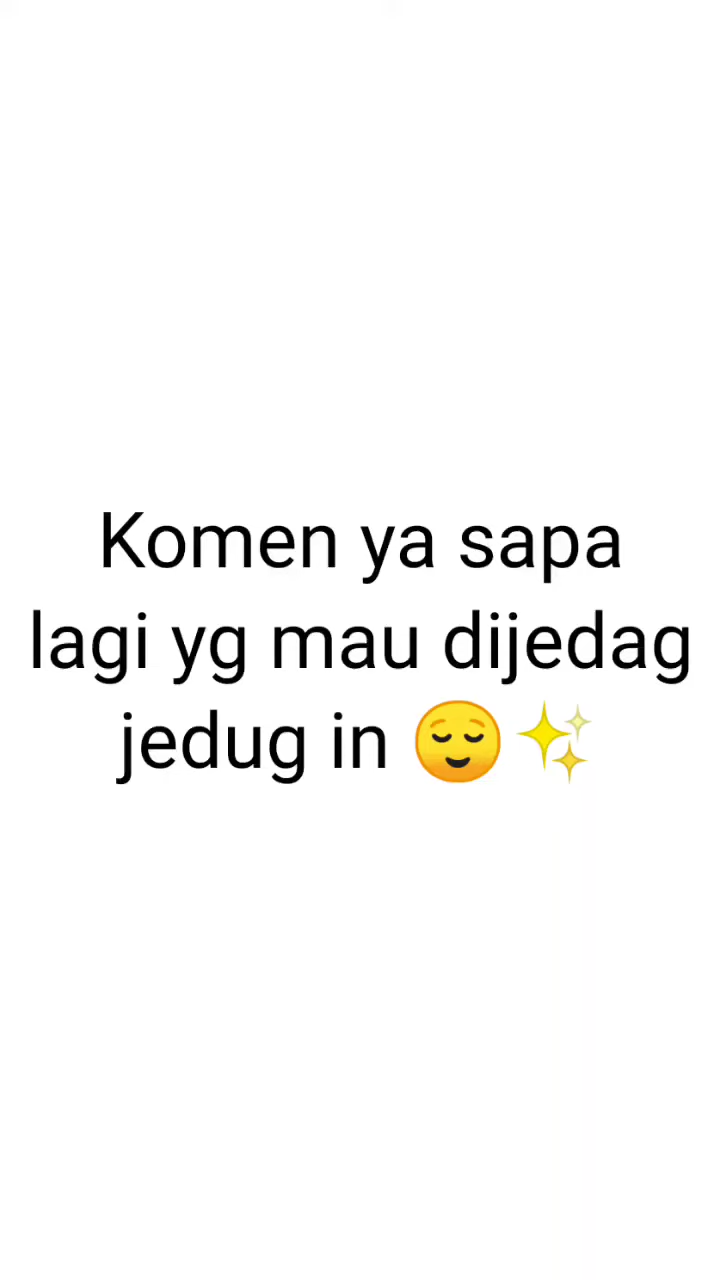 Komen ya sapa
lagi yg mau dijedag
jedug in 😌✨